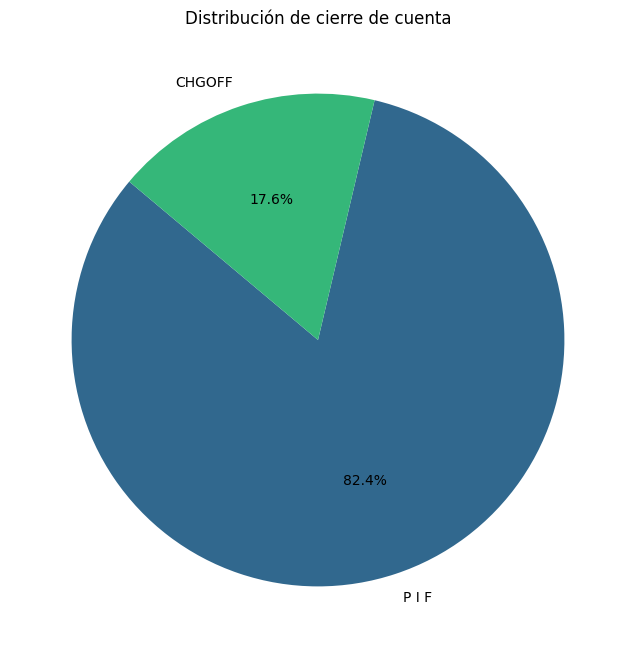 Distribución de cierre de cuenta
CHGOFF
17.6%
82.4%
P I F